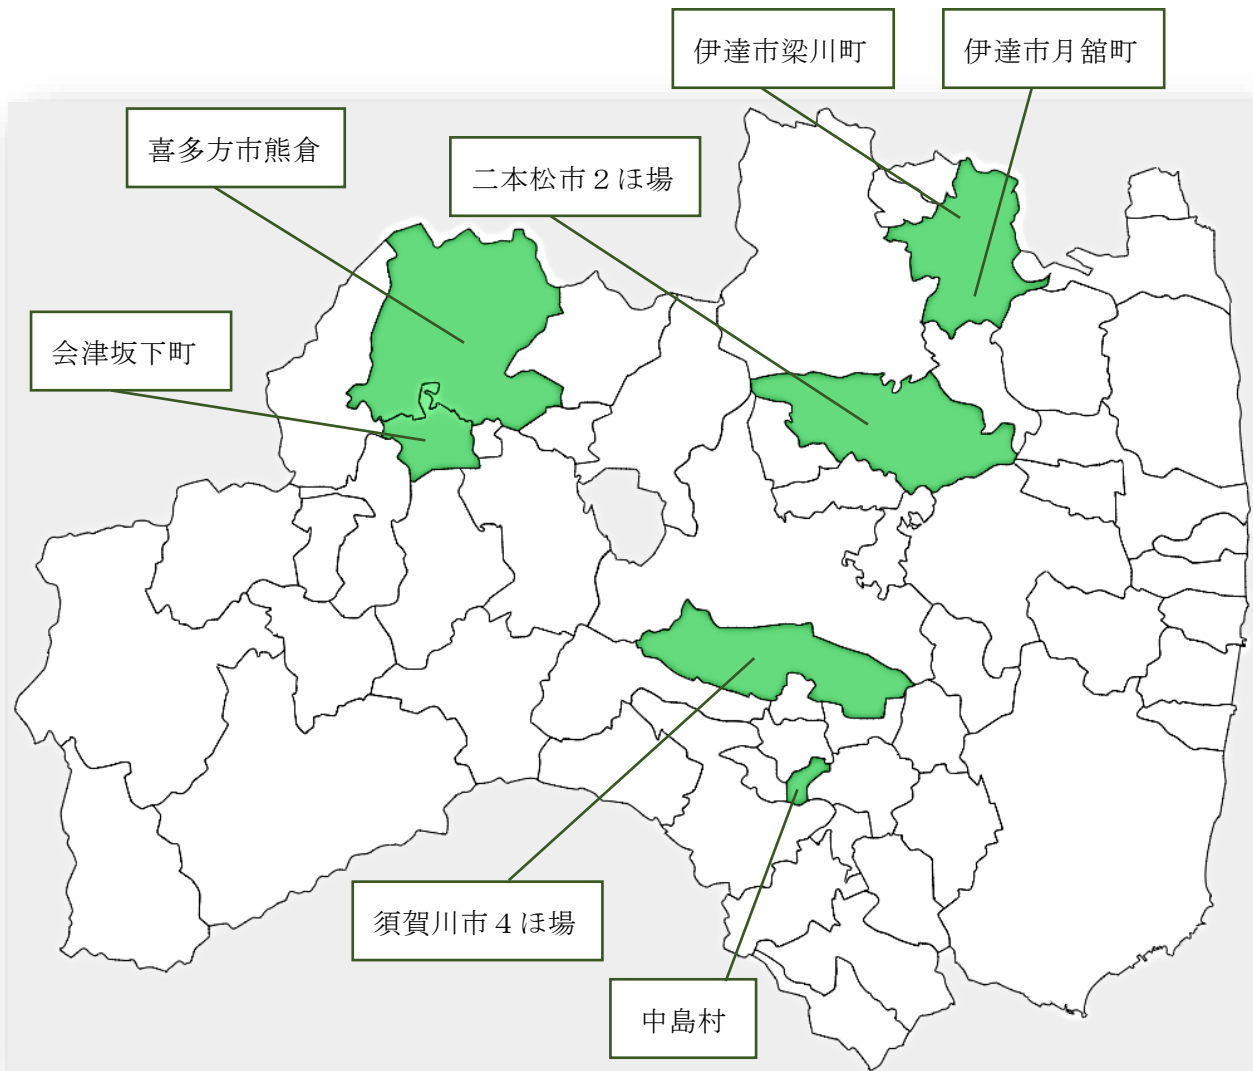 伊達市梁川町
伊達市月舘町
喜多方市熊倉
二本松市２ほ場
会津坂下町
須賀川市４ほ場
中島村